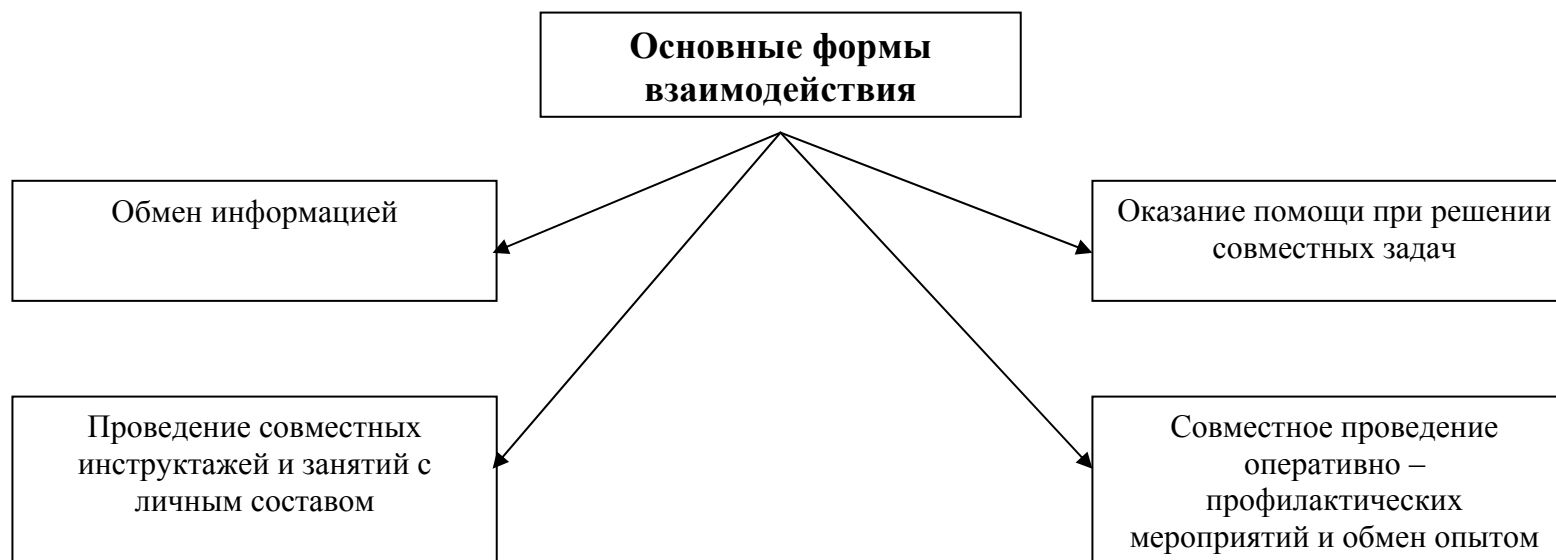 Основные формы
взаимодействия
Обмен информацией
Оказание помощи при решении
совместных задач
Проведение совместных
инструктажей и занятий с
личным составом
Совместное проведение
оперативно –
профилактических
мероприятий и обмен опытом